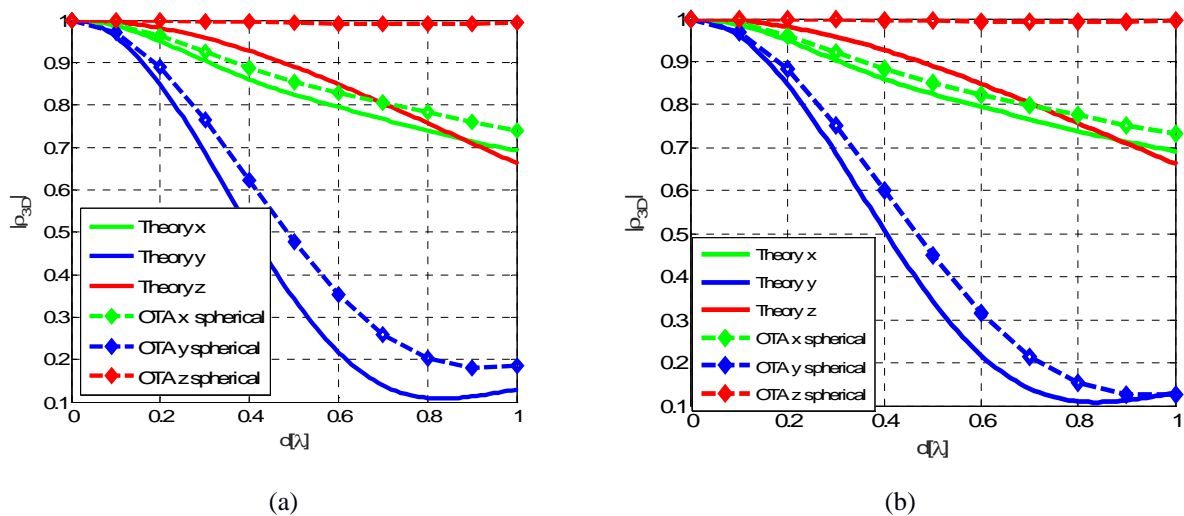 1
0.9
0.8
0.7
0.6
0.5
0.4
0.3
0.2
0.1
|ρ3D|
Theory x
Theory y
Theory z
OTA x spherical
OTA y spherical
OTA z spherical
0 0.2 0.4 0.6 0.8 1
d[λ]
(a)
1
0.9
0.8
0.7
0.6
0.5
0.4
0.3
0.2
0.1
|ρ3D|
Theory x
Theory y
Theory z
OTA x spherical
OTA y spherical
OTA z spherical
0 0.2 0.4 0.6 0.8 1
d[λ]
(b)